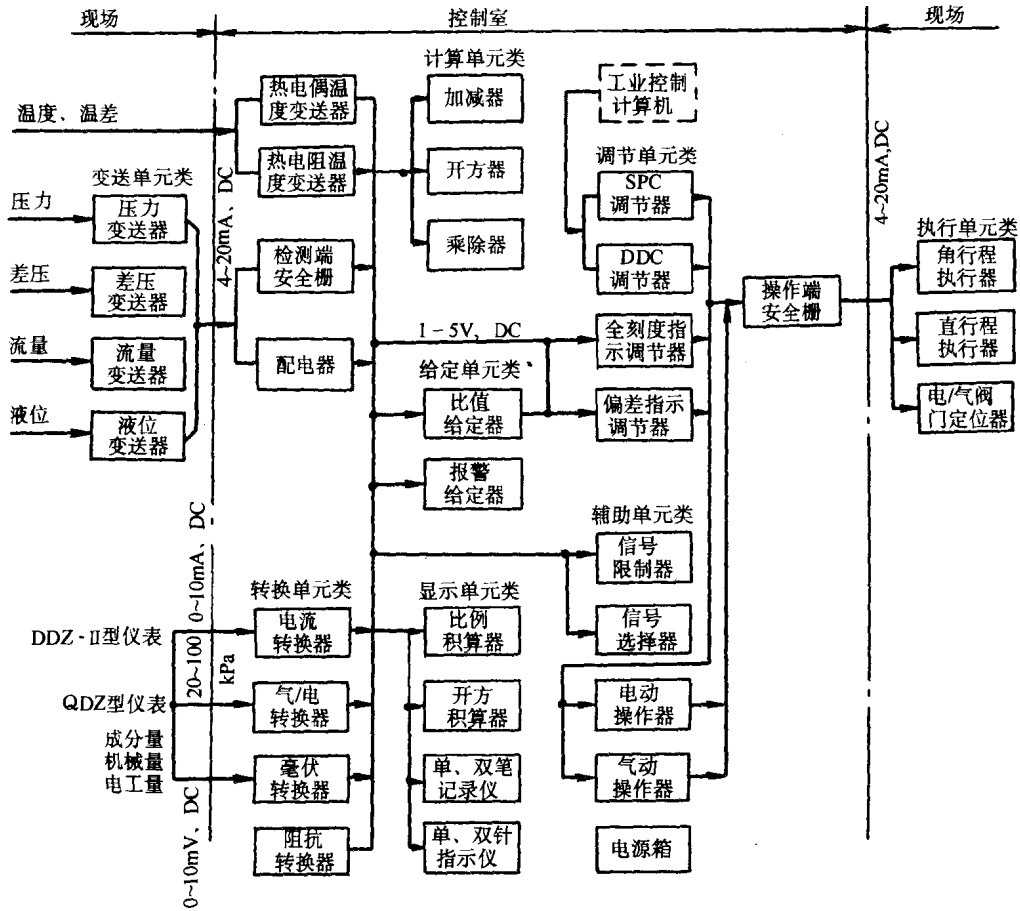 现场
控制室
现场
温度、温差
变送单元类
压力
压力
变送器
差压
差压
变送器
流量
流量
变送器
液位
液位
变送器
4~20mA、DC
热电偶温
度变送器
热电阻温
度变送器
检测端
安全栅
配电器
计算单元类
加减器
开方器
乘除器
1-5V，DC
给定单元类
比值
给定器
报警
给定器
工业控制
计算机
调节单元类
SPC
调节器
DDC
调节器
全刻度指
示调节器
偏差指示
调节器
操作端
安全栅
4~20mA,DC
执行单元类
角行程
执行器
直行程
执行器
电/气阀
门定位器
DDZ-Ⅱ型仪表
QDZ型仪表
成分量
机械量
电工量
0~10mA、DC
20~100
kPa
0~10mV、DC
转换单元类
电流
转换器
气/电
转换器
毫伏
转换器
阻抗
转换器
显示单元类
比例
积算器
开方
积算器
单、双笔
记录仪
单、双针
指示仪
辅助单元类
信号
限制器
信号
选择器
电动
操作器
气动
操作器
电源箱